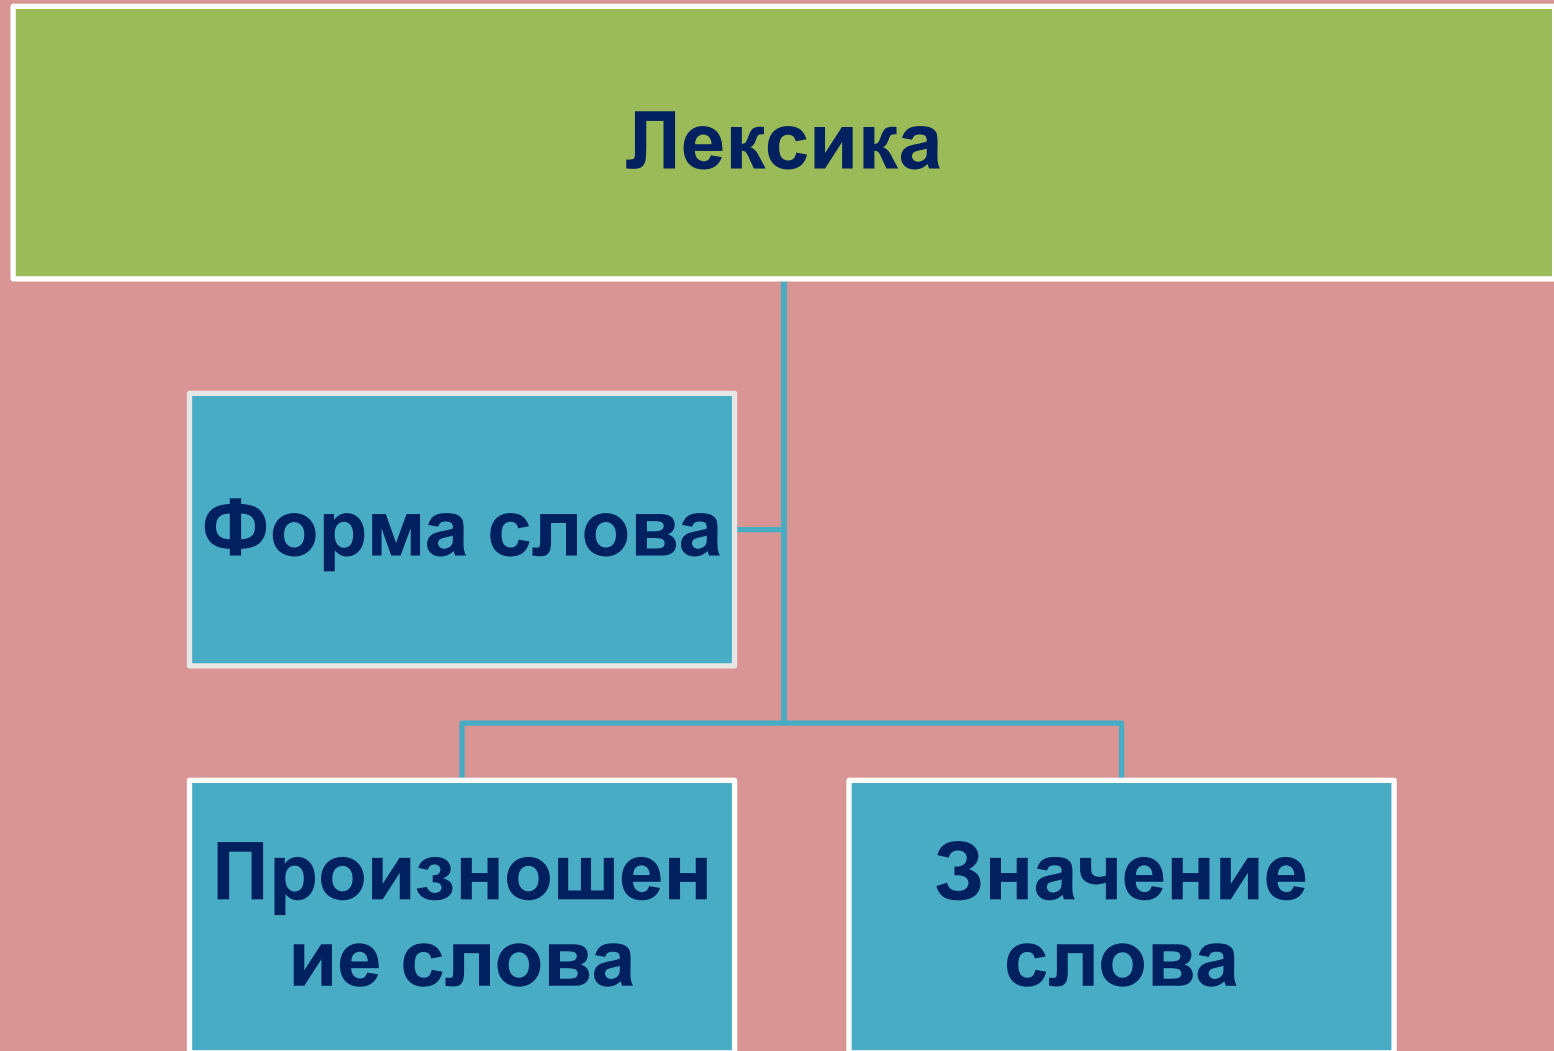 Лексика
Форма слова
Произношен
ие слова
Значение
слова